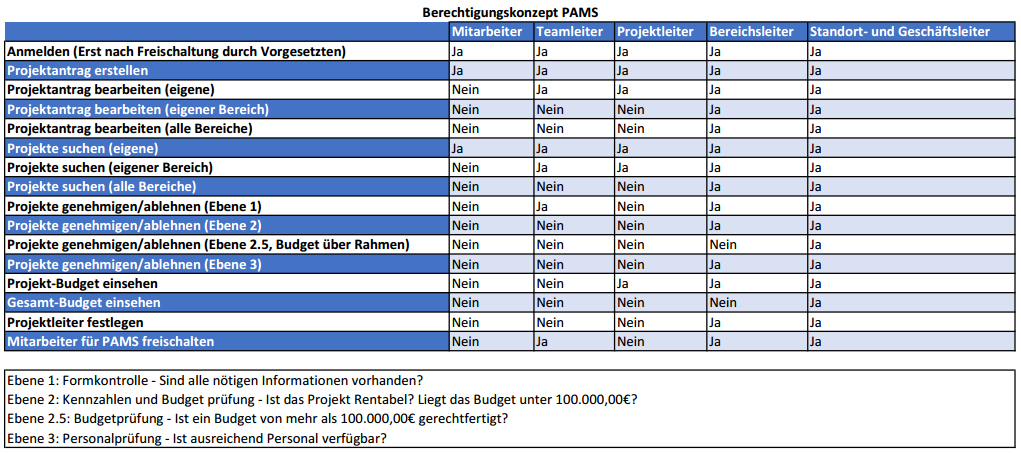 Berechtigungskonzept PAMS
Mitarbeiter Teamleiter Projektleiter Bereichsleiter Standort- und Geschäftsleiter
Anmelden (Erst nach Freischaltung durch Vorgesetzten) Ja Ja Ja Ja Ja
Projektantrag erstellen Ja Ja Ja Ja Ja
Projektantrag bearbeiten (eigene) Nein Ja Ja Ja Ja
Projektantrag bearbeiten (eigener Bereich) Nein Nein Nein Ja Ja
Projektantrag bearbeiten (alle Bereiche) Nein Nein Nein Ja Ja
Projekte suchen (eigene) Ja Ja Ja Ja Ja
Projekte suchen (eigener Bereich) Nein Ja Ja Ja Ja
Projekte suchen (alle Bereiche) Nein Nein Nein Ja Ja
Projekte genehmigen/ablehnen (Ebene 1) Nein Ja Nein Ja Ja
Projekte genehmigen/ablehnen (Ebene 2) Nein Nein Nein Ja Ja
Projekte genehmigen/ablehnen (Ebene 2.5, Budget über Rahmen) Nein Nein Nein Nein Ja
Projekte genehmigen/ablehnen (Ebene 3) Nein Nein Nein Ja Ja
Projekt-Budget einsehen Nein Nein Ja Ja Ja
Gesamt-Budget einsehen Nein Nein Nein Nein Ja
Projektleiter festlegen Nein Nein Nein Ja Ja
Mitarbeiter für PAMS freischalten Nein Ja Nein Ja Ja
Ebene 1: Formkontrolle - Sind alle nötigen Informationen vorhanden?
Ebene 2: Kennzahlen und Budget prüfung - Ist das Projekt Rentabel? Liegt das Budget unter 100.000,00€?
Ebene 2.5: Budgetprüfung - Ist ein Budget von mehr als 100.000,00€ gerechtfertigt?
Ebene 3: Personalprüfung - Ist ausreichend Personal verfügbar?